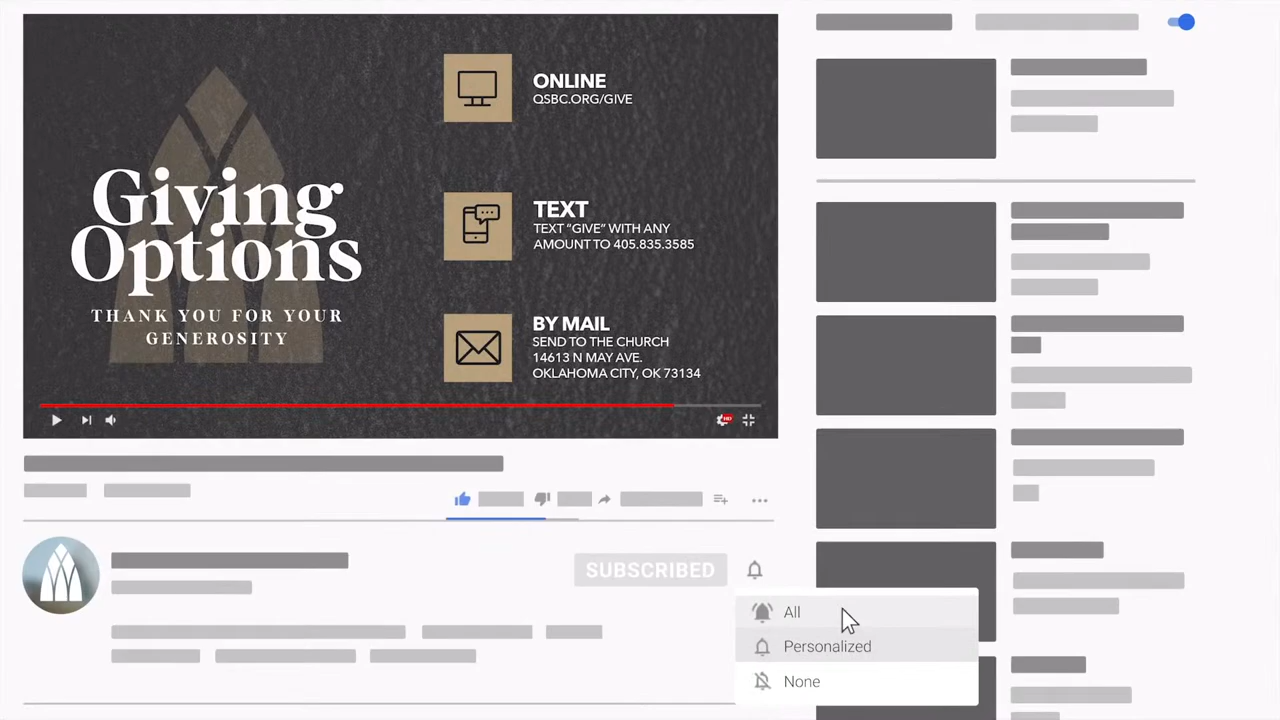 Giving
Options
THANK YOU FOR YOUR
GENEROSITY
ONLINE
QSBC.ORG/GIVE
TEXT
TEXT “GIVE” WITH ANY
AMOUNT TO 405.835.3585
BY MAIL
SEND TO THE CHURCH
14613 N MAY AVE.
OKLAHOMA CITY, OK 73134
HD
SUBSCRIBED
All
Personalized
None